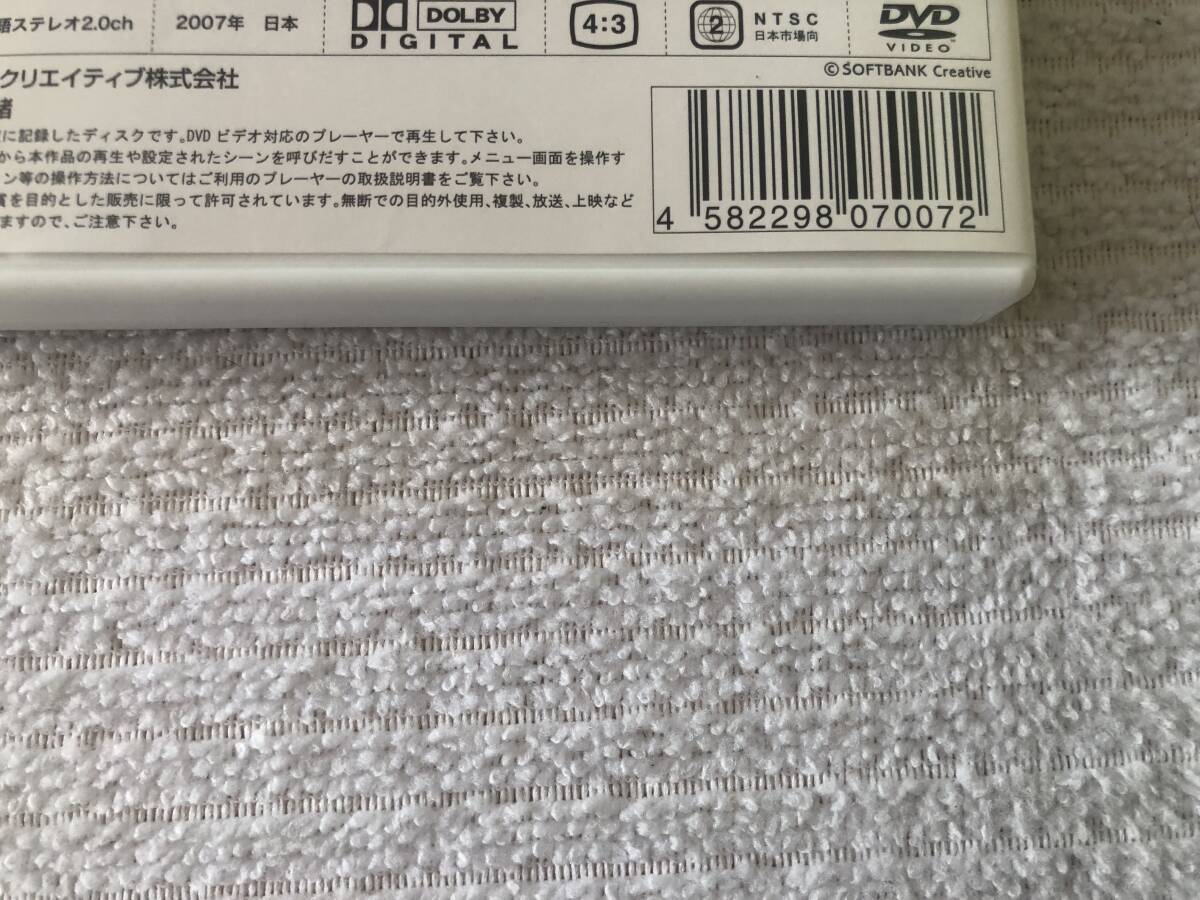 語ステレオ2.0ch
2007年 日本
DOLBY
DIGITAL
4:3
2
NTSC
日本市場向
DVD
VIDEO
©SOFTBANK Creative
クリエイティブ株式会社
に記録したディスクです。DVDビデオ対応のプレーヤーで再生して下さい。
から本作品の再生や設定されたシーンを呼びだすことができます。メニュー画面を操作す
ン等の操作方法についてはご利用のプレーヤーの取扱説明書をご覧下さい。
賞を目的とした販売に限って許可されています。無断での目的外使用、複製、放送、上映など
ますので、ご注意下さい。
4 582298 070072